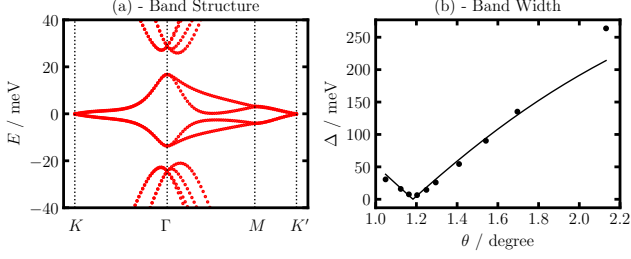 (a) - Band Structure
(b) - Band Width
40
20
0
−20
−40
E / meV
K
Γ
M
K′
250
200
150
100
50
0
Δ / meV
1.0
1.2
1.4
1.6
1.8
2.0
2.2
θ / degree